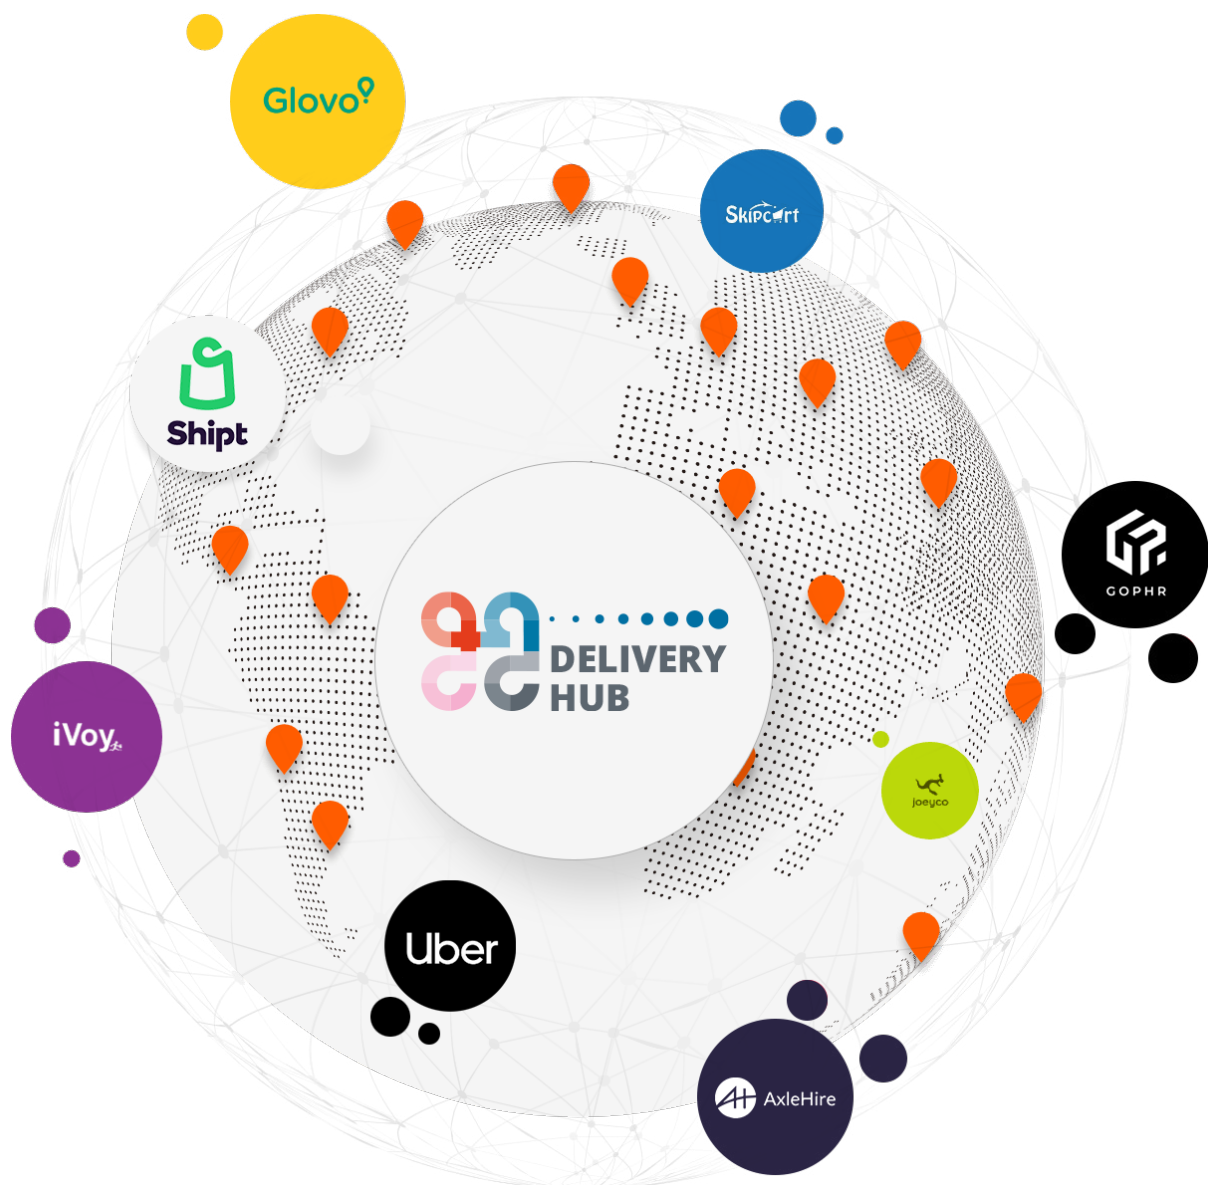 Glovo
Skipcart
Shipt
GOPHR
DELIVERY
HUB
iVoy
joeyco
Uber
AxleHire